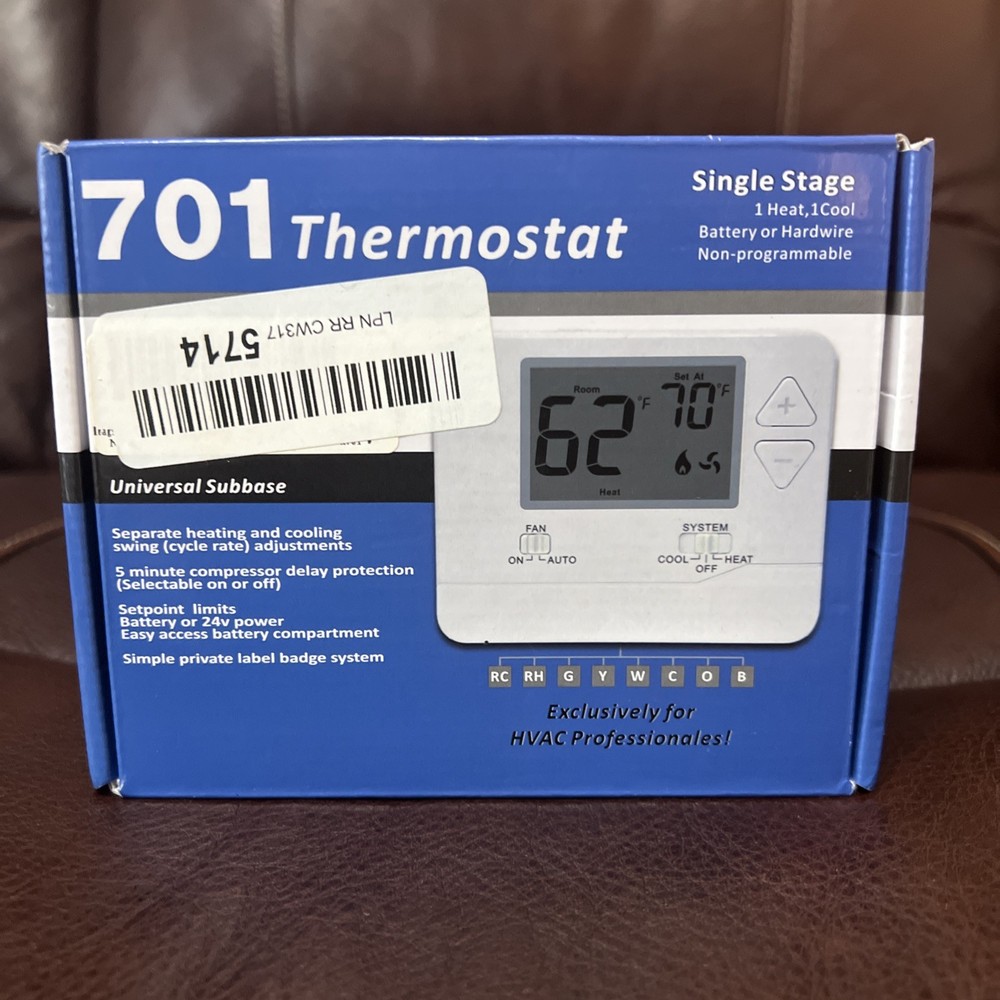 701 Thermostat
Single Stage
1 Heat,1Cool
Battery or Hardwire
Non-programmable
LPN RR CW317
5714
Room
62°F
Set At
70°F
Heat
FAN
ON AUTO
SYSTEM
COOL HEAT
OFF
Universal Subbase
Separate heating and cooling
swing (cycle rate) adjustments
5 minute compressor delay protection
(Selectable on or off)
Setpoint limits
Battery or 24v power
Easy access battery compartment
Simple private label badge system
RC RH G Y W C O B
Exclusively for
HVAC Professionales!